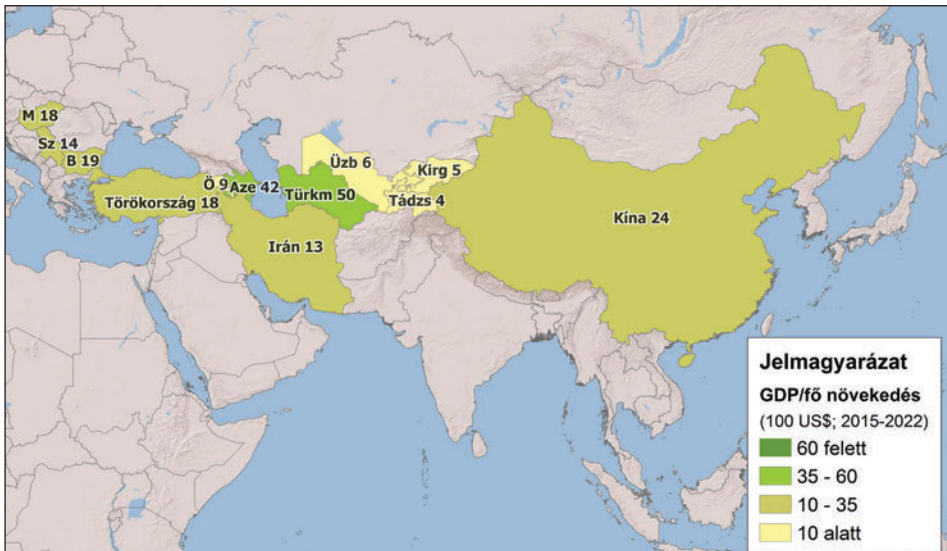 M 18
Sz 14
B 19
Törökország 18
Ö 9
Aze 42
Türkm 50
Üzb 6
Kirg 5
Tádzs 4
Irán 13
Kína 24
Jelmagyarázat
GDP/fő növekedés
(100 US$; 2015-2022)
60 felett
35 - 60
10 - 35
10 alatt